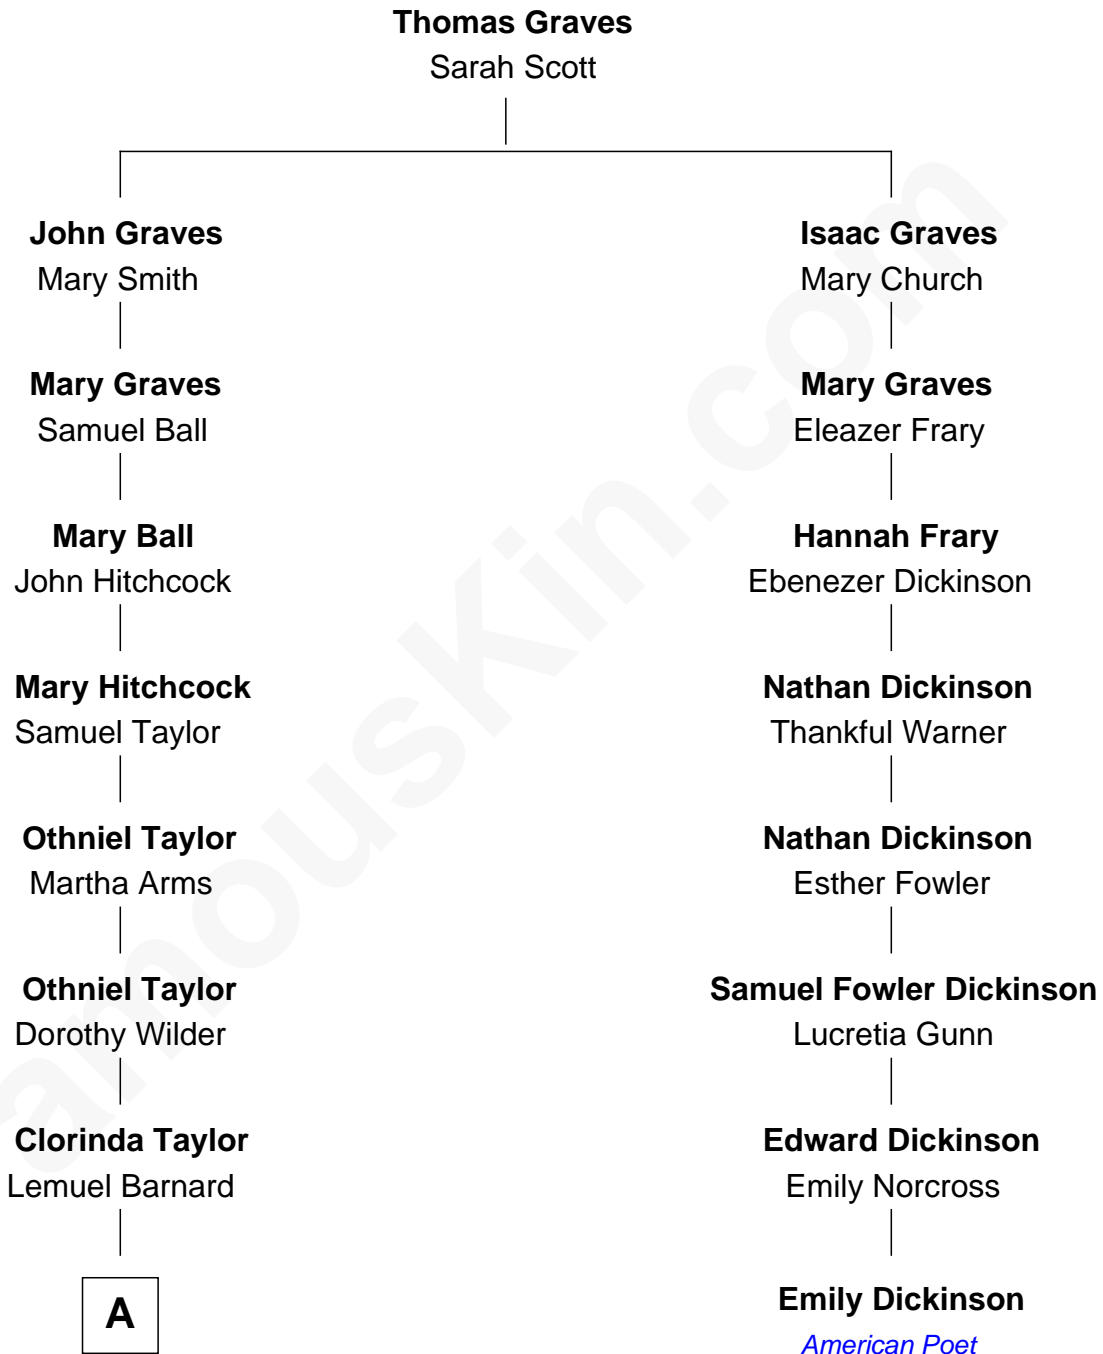 Thomas Graves
Sarah Scott
John Graves
Mary Smith
Isaac Graves
Mary Church
Mary Graves
Samuel Ball
Mary Graves
Eleazer Frary
Mary Ball
John Hitchcock
Hannah Frary
Ebenezer Dickinson
Mary Hitchcock
Samuel Taylor
Nathan Dickinson
Thankful Warner
Othniel Taylor
Martha Arms
Nathan Dickinson
Esther Fowler
Othniel Taylor
Dorothy Wilder
Samuel Fowler Dickinson
Lucretia Gunn
Clorinda Taylor
Lemuel Barnard
Edward Dickinson
Emily Norcross
A
Emily Dickinson
American Poet
amousKin.com